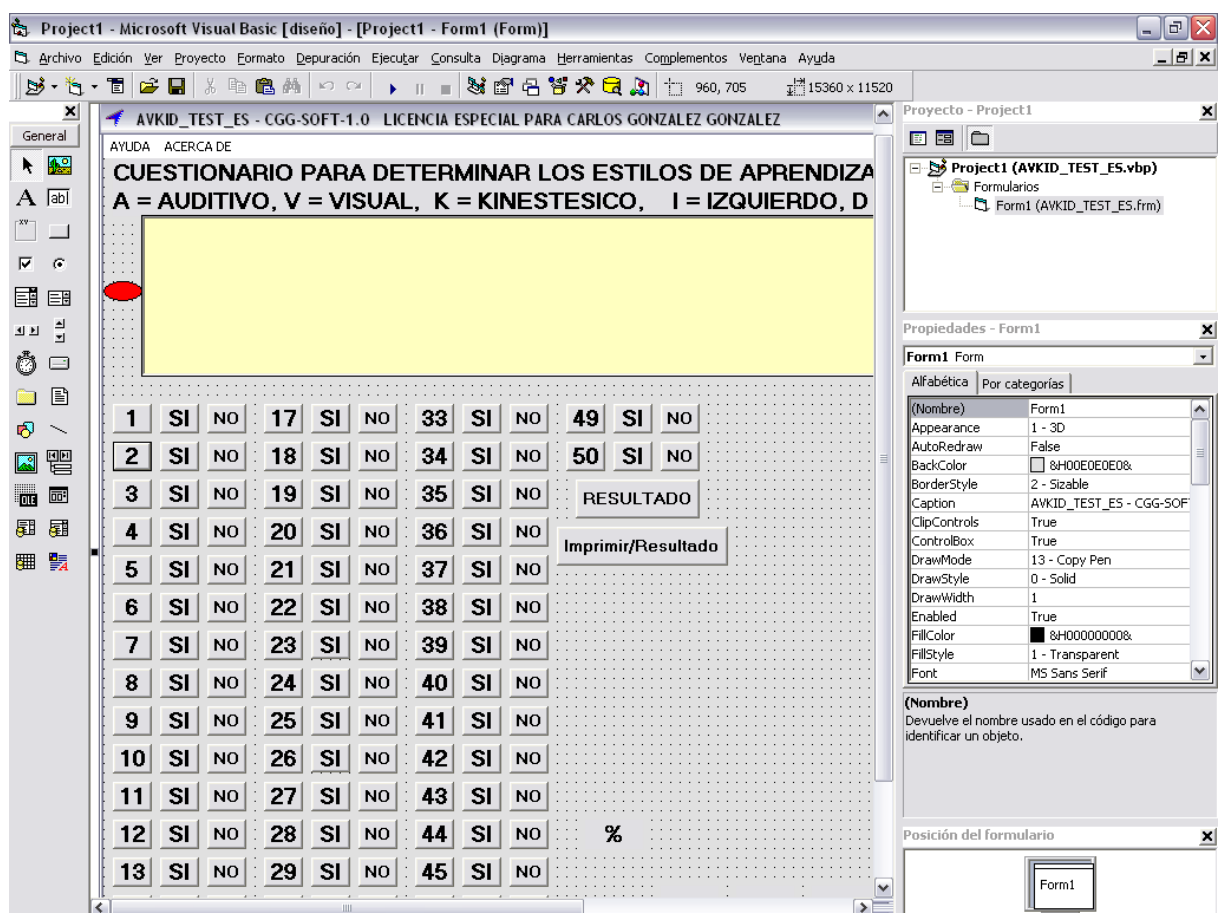 Project1 - Microsoft Visual Basic [diseño] - [Project1 - Form1 (Form)]
Archivo Edición Ver Proyecto Formato Depuración Ejecutar Consulta Diagrama Herramientas Complementos Ventana Ayuda
960, 705 15360 x 11520
General
A ab|
XY
OLE
AVKID_TEST_ES - CGG-SOFT-1.0 LICENCIA ESPECIAL PARA CARLOS GONZALEZ GONZALEZ
AYUDA ACERCA DE
CUESTIONARIO PARA DETERMINAR LOS ESTILOS DE APRENDIZA
A = AUDITIVO, V = VISUAL, K = KINESTESICO, I = IZQUIERDO, D
1 SI NO 17 SI NO 33 SI NO 49 SI NO
2 SI NO 18 SI NO 34 SI NO 50 SI NO
3 SI NO 19 SI NO 35 SI NO RESULTADO
4 SI NO 20 SI NO 36 SI NO Imprimir/Resultado
5 SI NO 21 SI NO 37 SI NO
6 SI NO 22 SI NO 38 SI NO
7 SI NO 23 SI NO 39 SI NO
8 SI NO 24 SI NO 40 SI NO
9 SI NO 25 SI NO 41 SI NO
10 SI NO 26 SI NO 42 SI NO
11 SI NO 27 SI NO 43 SI NO
12 SI NO 28 SI NO 44 SI NO %
13 SI NO 29 SI NO 45 SI NO
Proyecto - Project1
Project1 (AVKID_TEST_ES.vbp)
Formularios
Form1 (AVKID_TEST_ES.frm)
Propiedades - Form1
Form1 Form
Alfabética Por categorías
(Nombre) Form1
Appearance 1 - 3D
AutoRedraw False
BackColor &H00E0E0E0&
BorderStyle 2 - Sizable
Caption AVKID_TEST_ES - CGG-SOF
ClipControls True
ControlBox True
DrawMode 13 - Copy Pen
DrawStyle 0 - Solid
DrawWidth 1
Enabled True
FillColor &H00000000&
FillStyle 1 - Transparent
Font MS Sans Serif
(Nombre)
Devuelve el nombre usado en el código para
identificar un objeto.
Posición del formulario
Form1